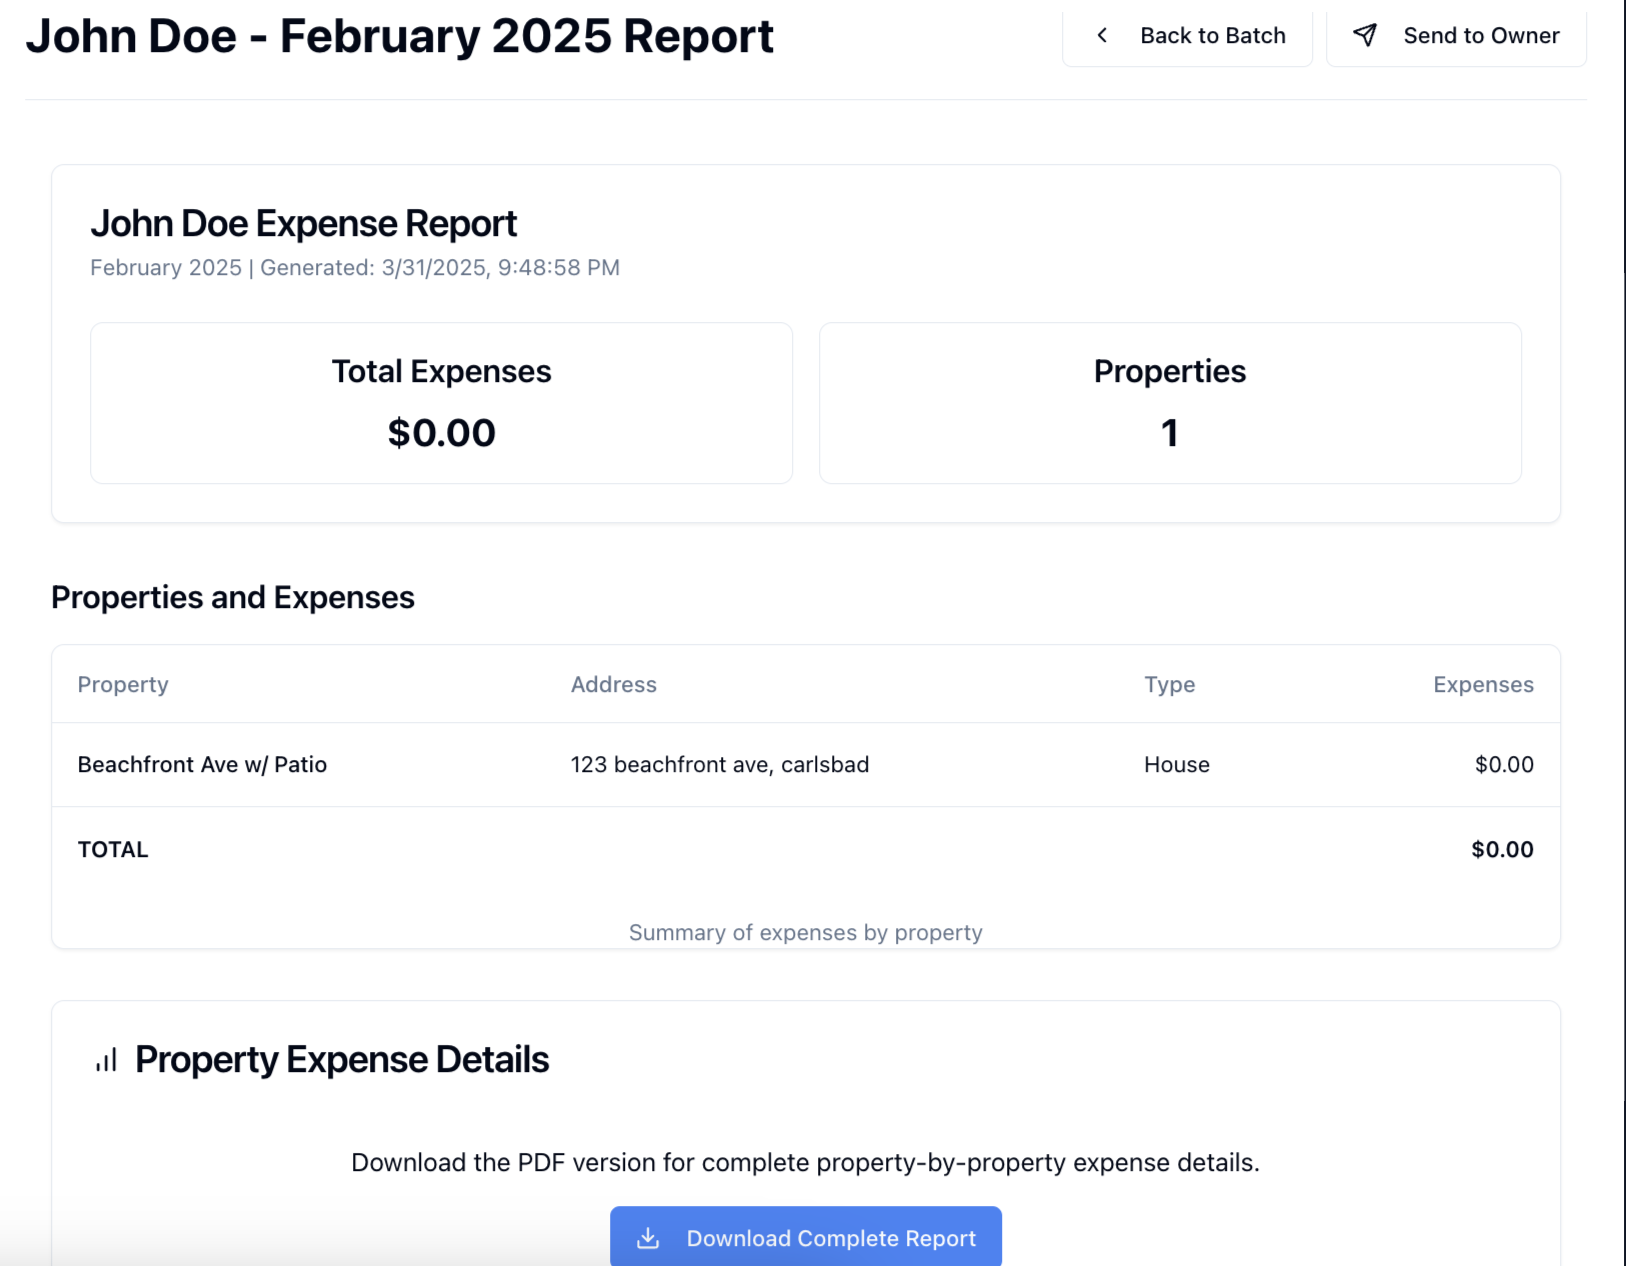 John Doe - February 2025 Report
Back to Batch
Send to Owner
John Doe Expense Report
February 2025 | Generated: 3/31/2025, 9:48:58 PM
Total Expenses
$0.00
Properties
1
Properties and Expenses
Property Address Type Expenses
Beachfront Ave w/ Patio 123 beachfront ave, carlsbad House $0.00
TOTAL $0.00
Summary of expenses by property
Property Expense Details
Download the PDF version for complete property-by-property expense details.
Download Complete Report